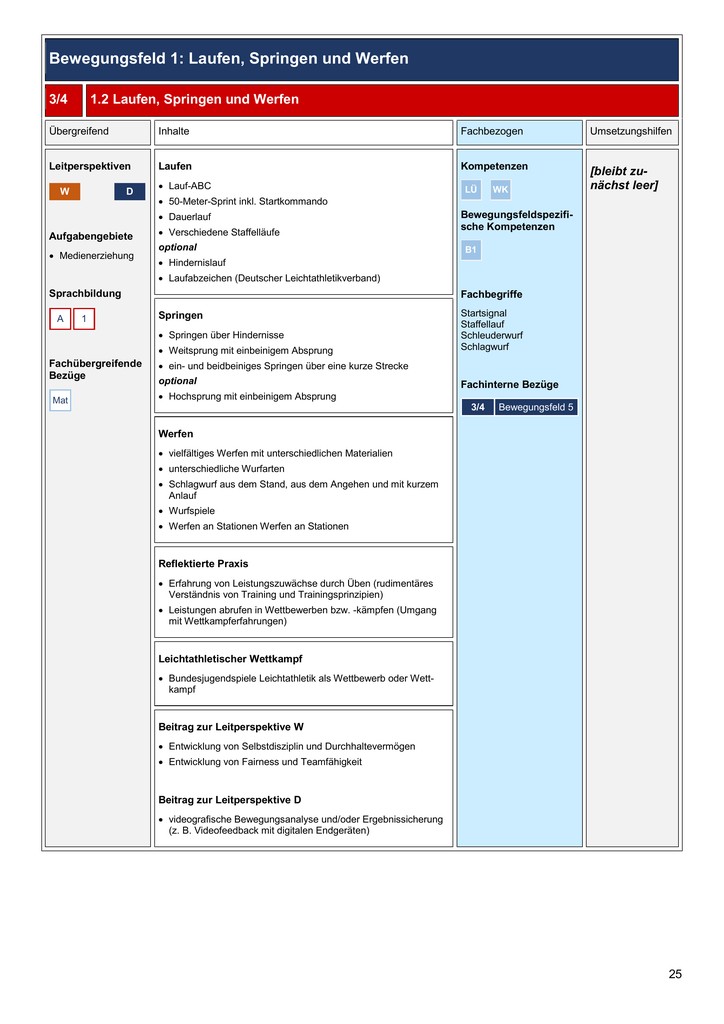 Bewegungsfeld 1: Laufen, Springen und Werfen
3/4 1.2 Laufen, Springen und Werfen
Übergreifend
Inhalte
Fachbezogen
Umsetzungshilfen
Leitperspektiven
W D
Aufgabengebiete
• Medienerziehung
Sprachbildung
A 1
Fachübergreifende
Bezüge
Mat
Laufen
• Lauf-ABC
• 50-Meter-Sprint inkl. Startkommando
• Dauerlauf
• Verschiedene Staffelläufe
optional
• Hindernislauf
• Laufabzeichen (Deutscher Leichtathletikverband)
Springen
• Springen über Hindernisse
• Weitsprung mit einbeinigem Absprung
• ein- und beidbeiniges Springen über eine kurze Strecke
optional
• Hochsprung mit einbeinigem Absprung
Werfen
• vielfältiges Werfen mit unterschiedlichen Materialien
• unterschiedliche Wurfarten
• Schlagwurf aus dem Stand, aus dem Angehen und mit kurzem
Anlauf
• Wurfspiele
• Werfen an Stationen Werfen an Stationen
Reflektierte Praxis
• Erfahrung von Leistungszuwächse durch Üben (rudimentäres
Verständnis von Training und Trainingsprinzipien)
• Leistungen abrufen in Wettbewerben bzw. -kämpfen (Umgang
mit Wettkampferfahrungen)
Leichtathletischer Wettkampf
• Bundesjugendspiele Leichtathletik als Wettbewerb oder Wett-
kampf
Beitrag zur Leitperspektive W
• Entwicklung von Selbstdisziplin und Durchhaltevermögen
• Entwicklung von Fairness und Teamfähigkeit
Beitrag zur Leitperspektive D
• videografische Bewegungsanalyse und/oder Ergebnissicherung
(z. B. Videofeedback mit digitalen Endgeräten)
Kompetenzen
LÜ WK
Bewegungsfeldspezifi-
sche Kompetenzen
B1
Fachbegriffe
Startsignal
Staffellauf
Schleuderwurf
Schlagwurf
Fachinterne Bezüge
3/4 Bewegungsfeld 5
[bleibt zu-
nächst leer]
25